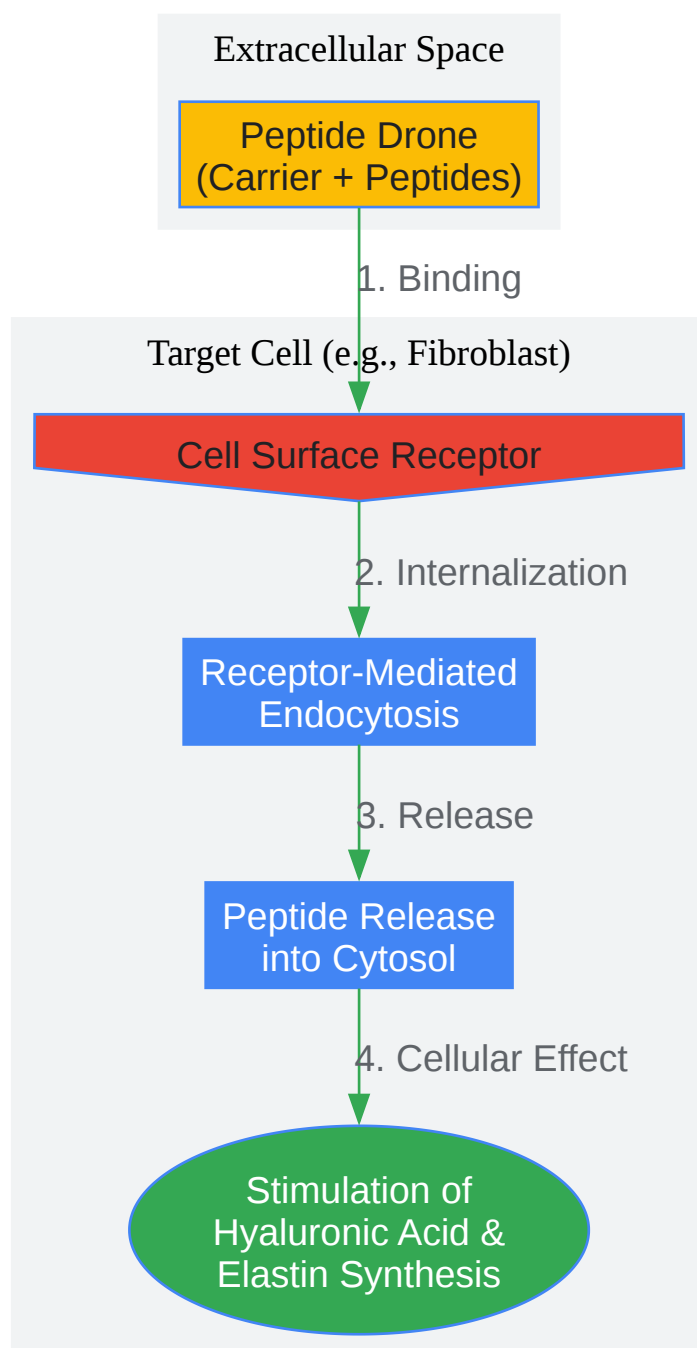 Extracellular Space
Peptide Drone
(Carrier + Peptides)
1. Binding
Target Cell (e.g., Fibroblast)
Cell Surface Receptor
2. Internalization
Receptor-Mediated
Endocytosis
3. Release
Peptide Release
into Cytosol
4. Cellular Effect
Stimulation of
Hyaluronic Acid &
Elastin Synthesis